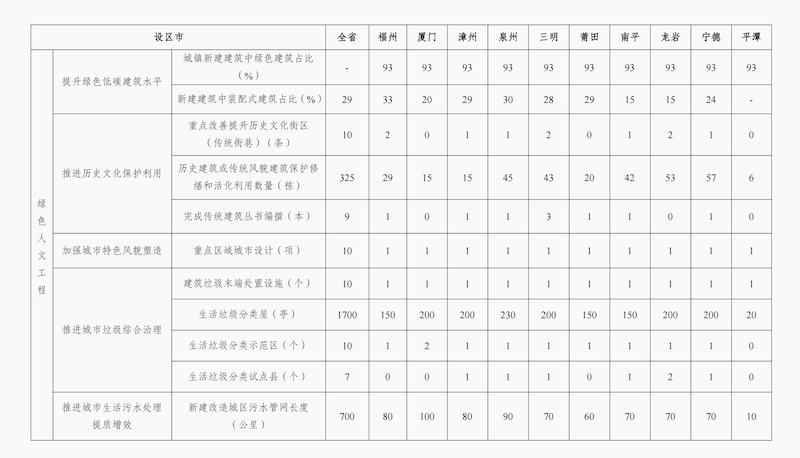 设区市 全省 福州 厦门 漳州 泉州 三明 莆田 南平 龙岩 宁德 平潭
绿色人文工程
提升绿色低碳建筑水平
城镇新建建筑中绿色建筑占比
（%）
- 93 93 93 93 93 93 93 93 93 93
新建建筑中装配式建筑占比（%） 29 33 20 29 30 28 29 15 15 24 -
推进历史文化保护利用
重点改善提升历史文化街区
（传统街巷）（条）
10 2 0 1 1 2 0 1 2 1 0
历史建筑或传统风貌建筑保护修
缮和活化利用数量（栋）
325 29 15 15 45 43 20 42 53 57 6
完成传统建筑丛书编撰（本） 9 1 0 1 1 3 1 1 0 1 0
加强城市特色风貌塑造 重点区域城市设计（项） 10 1 1 1 1 1 1 1 1 1 1
推进城市垃圾综合治理
建筑垃圾末端处置设施（个） 10 1 1 1 1 1 1 1 1 1 1
生活垃圾分类屋（亭） 1700 150 200 200 230 200 150 150 200 200 20
生活垃圾分类示范区（个） 10 1 2 1 1 1 1 1 1 1 0
生活垃圾分类试点县（个） 7 0 0 1 1 1 0 1 2 1 0
推进城市生活污水处理
提质增效
新建改造城区污水管网长度
（公里）
700 80 100 80 90 70 60 70 70 70 10